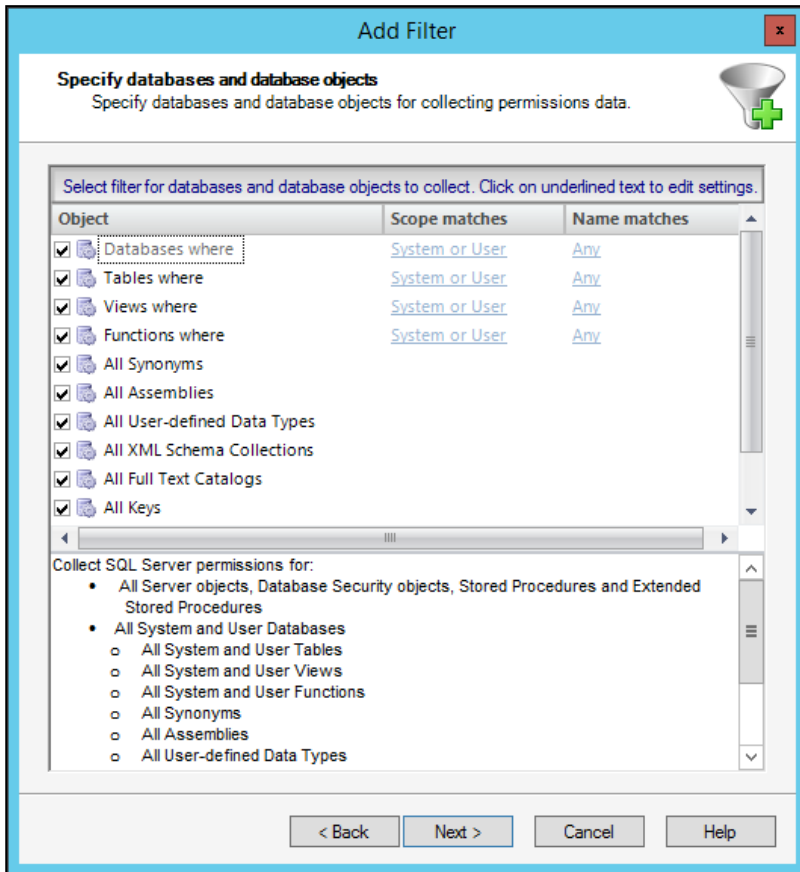 Add Filter
x
Specify databases and database objects
Specify databases and database objects for collecting permissions data.
Select filter for databases and database objects to collect. Click on underlined text to edit settings.
Object Scope matches Name matches
Databases where System or User Any
Tables where System or User Any
Views where System or User Any
Functions where System or User Any
All Synonyms
All Assemblies
All User-defined Data Types
All XML Schema Collections
All Full Text Catalogs
All Keys
Collect SQL Server permissions for:
• All Server objects, Database Security objects, Stored Procedures and Extended
Stored Procedures
• All System and User Databases
o All System and User Tables
o All System and User Views
o All System and User Functions
o All Synonyms
o All Assemblies
o All User-defined Data Types
< Back Next > Cancel Help